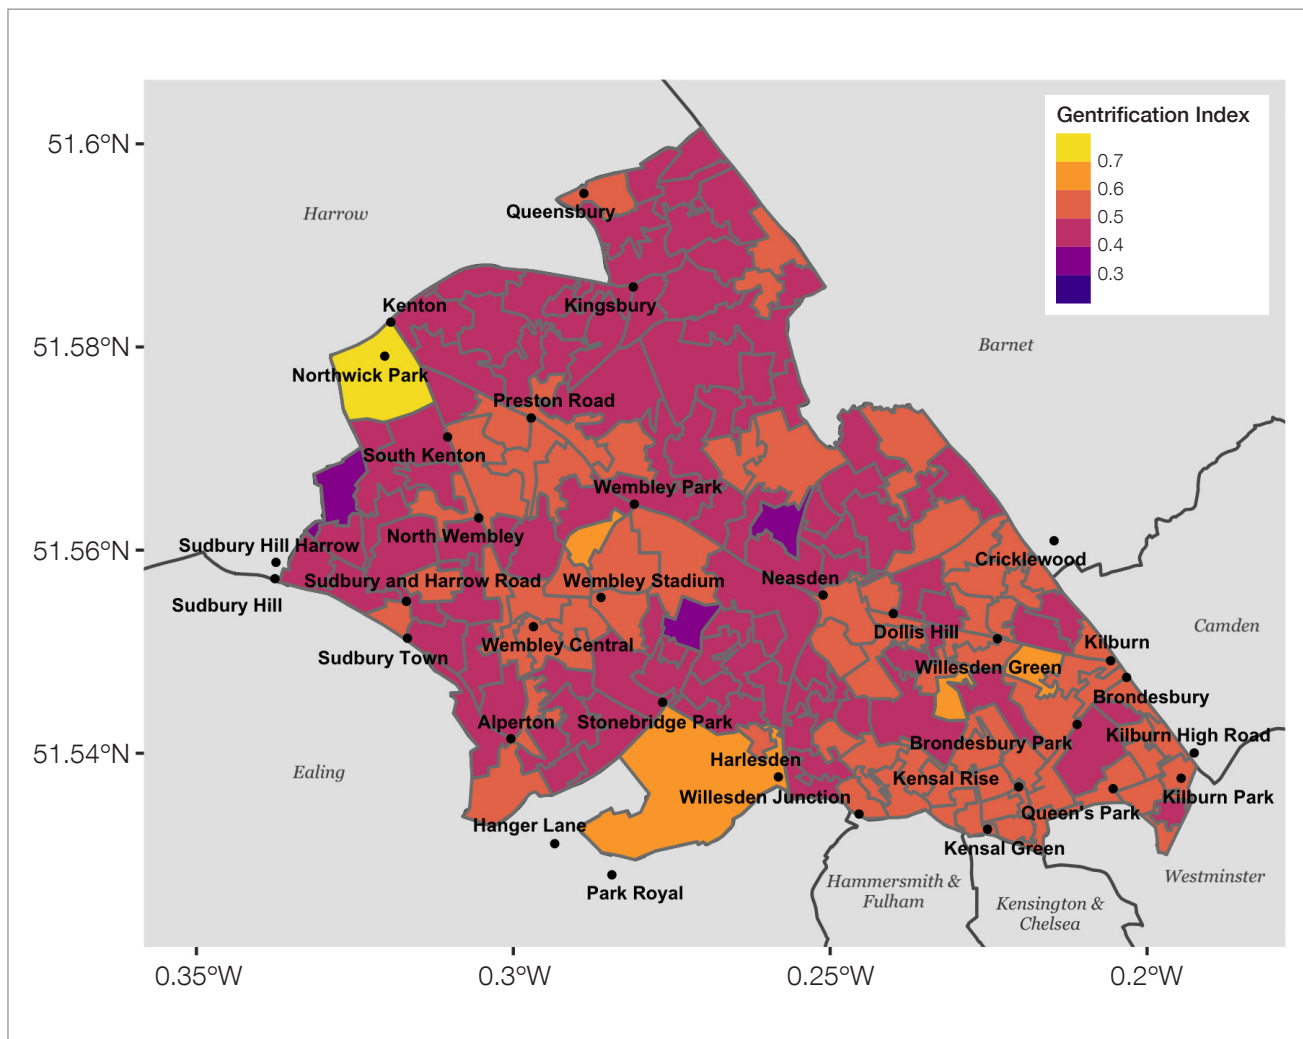 Gentrification Index
0.7
0.6
0.5
0.4
0.3
51.6°N
51.58°N
51.56°N
51.54°N
Harrow
Queensbury
Kenton
Kingsbury
Barnet
Northwick Park
Preston Road
South Kenton
Wembley Park
North Wembley
Sudbury Hill Harrow
Cricklewood
Sudbury and Harrow Road
Wembley Stadium
Neasden
Sudbury Hill
Camden
Dollis Hill
Kilburn
Wembley Central
Sudbury Town
Willesden Green
Brondesbury
Alperton
Stonebridge Park
Kilburn High Road
Brondesbury Park
Harlesden
Ealing
Kensal Rise
Willesden Junction
Kilburn Park
Queen's Park
Hanger Lane
Kensal Green
Park Royal
Hammersmith &
Fulham
Westminster
Kensington &
Chelsea
0.35°W
0.3°W
0.25°W
0.2°W